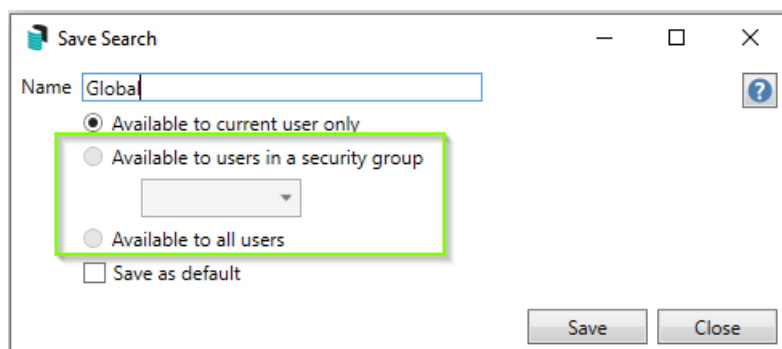 Save Search
Name Global
Available to current user only
Available to users in a security group
Available to all users
Save as default
Save Close